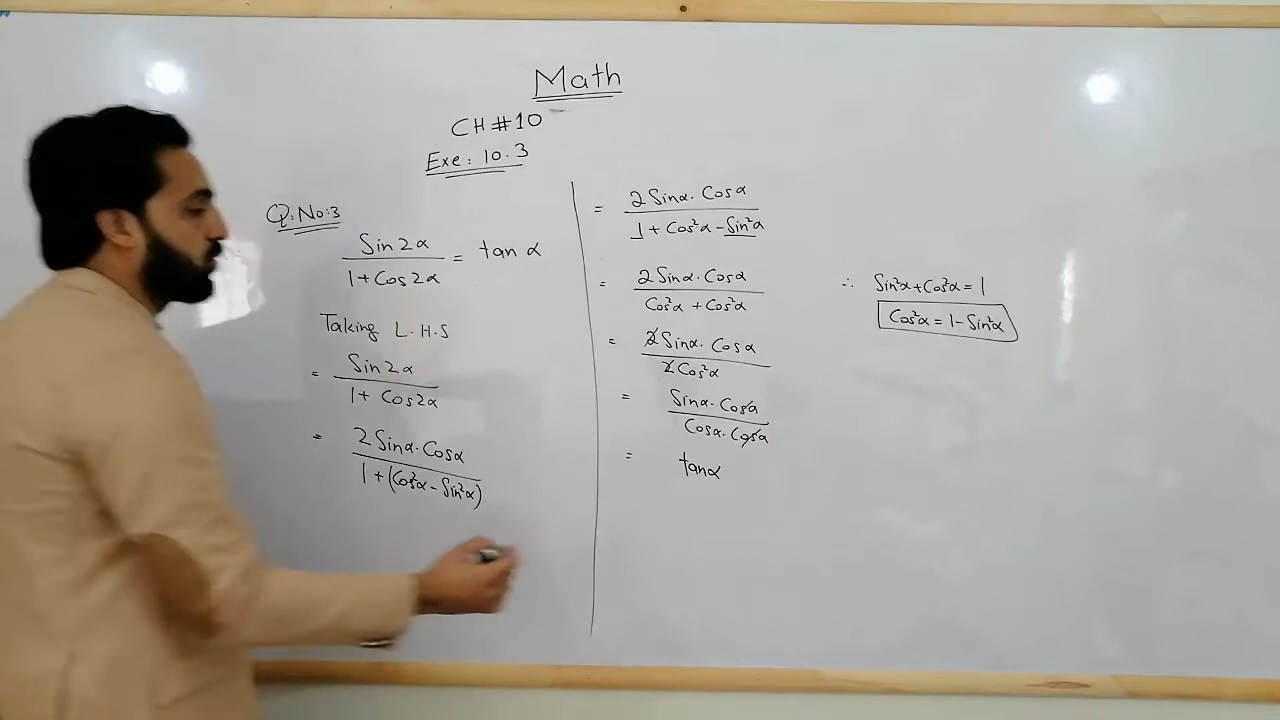 Math
CH#10
Exe: 10.3
Q.No:3
Sin2α / 1+Cos2α = tan α
Taking L.H.S
= Sin2α / 1+ Cos2α
= 2Sinα·Cosα / 1+(Cos²α - Sin²α)
= 2Sinα·Cosα / 1+Cos²α - Sin²α
= 2Sinα·Cosα / Cos²α + Cos²α
∴ Sin²α+Cos²α = 1
Cos²α = 1-Sin²α
= 2Sinα·Cosα / 2Cos²α
= Sinα·Cosα / Cosα·Cosα
= tanα